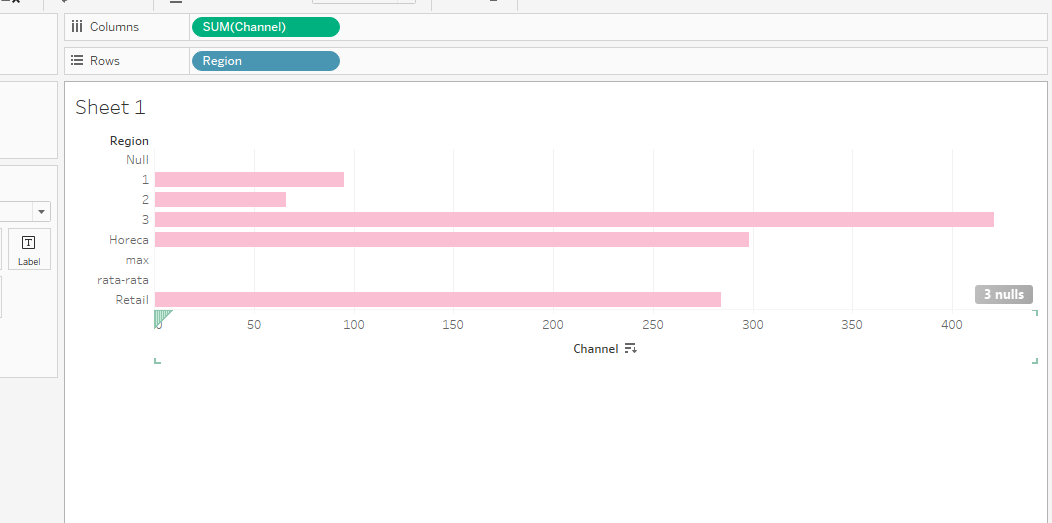 Columns
SUM(Channel)
Rows
Region
Sheet 1
Region
Null
1
2
3
Horeca
max
rata-rata
Retail
3 nulls
0 50 100 150 200 250 300 350 400
Channel
T
Label